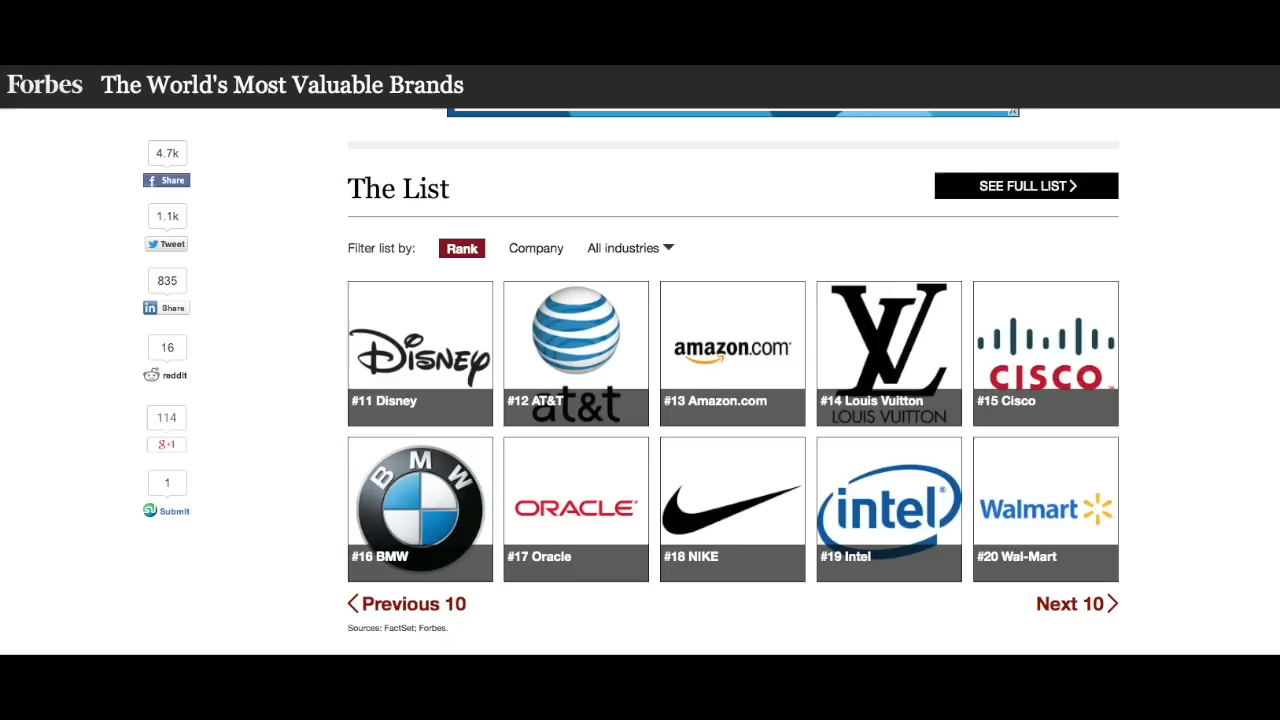 Forbes The World's Most Valuable Brands
4.7k
Share
1.1k
Tweet
835
in Share
16
reddit
114
g+1
1
Submit
The List
SEE FULL LIST
Filter list by: Rank Company All industries
Disney
#11 Disney
at&t
#12 AT&T
amazon.com
#13 Amazon.com
LV
LOUIS VUITTON
#14 Louis Vuitton
CISCO
#15 Cisco
BMW
#16 BMW
ORACLE
#17 Oracle
#18 NIKE
intel
#19 Intel
Walmart
#20 Wal-Mart
Previous 10
Next 10
Sources: FactSet; Forbes.